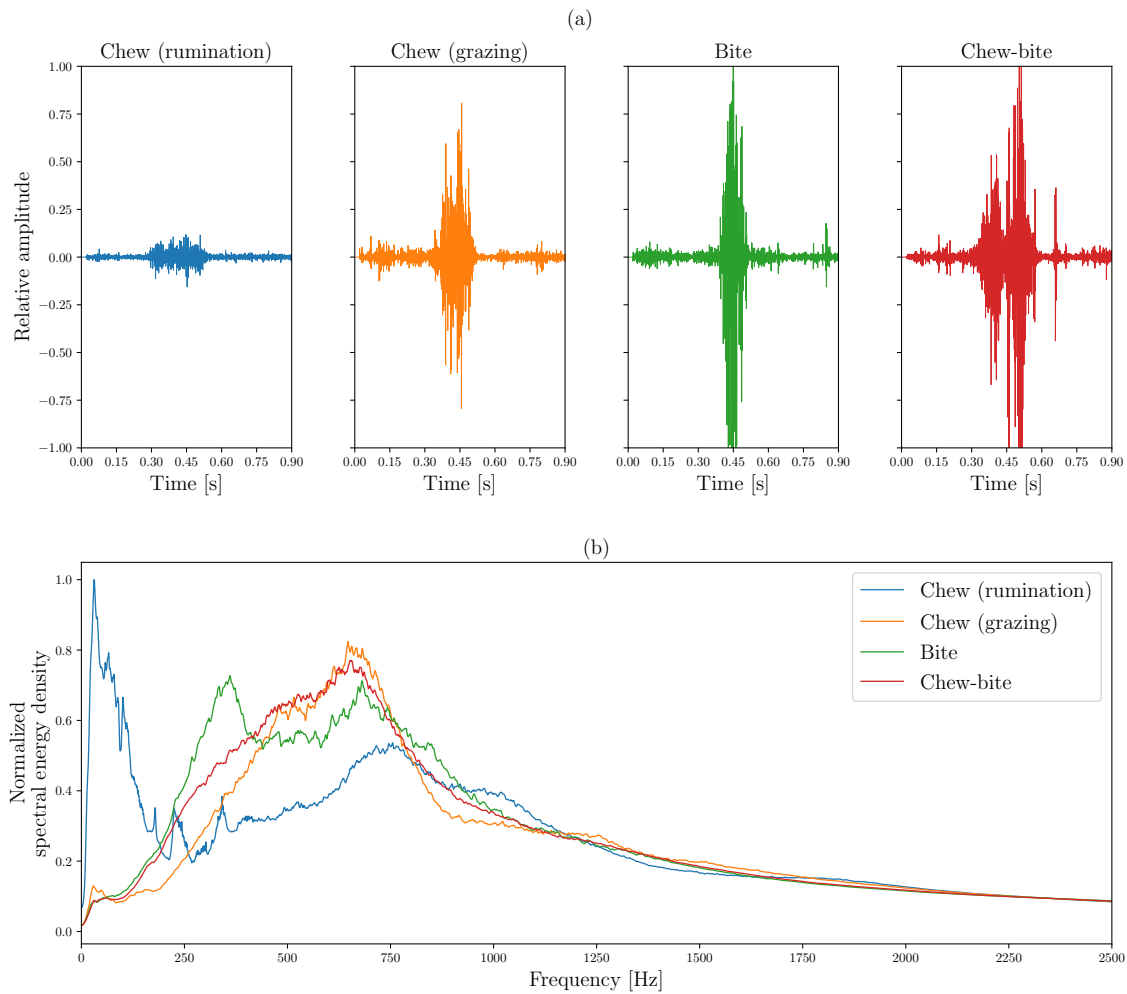 (a)
Chew (rumination)
Chew (grazing)
Bite
Chew-bite
Relative amplitude
1.00
0.75
0.50
0.25
0.00
−0.25
−0.50
−0.75
−1.00
0.00 0.15 0.30 0.45 0.60 0.75 0.90
0.00 0.15 0.30 0.45 0.60 0.75 0.90
0.00 0.15 0.30 0.45 0.60 0.75 0.90
0.00 0.15 0.30 0.45 0.60 0.75 0.90
Time [s]
Time [s]
Time [s]
Time [s]
(b)
Normalized
spectral energy density
1.0
0.8
0.6
0.4
0.2
0.0
Chew (rumination)
Chew (grazing)
Bite
Chew-bite
0 250 500 750 1000 1250 1500 1750 2000 2250 2500
Frequency [Hz]